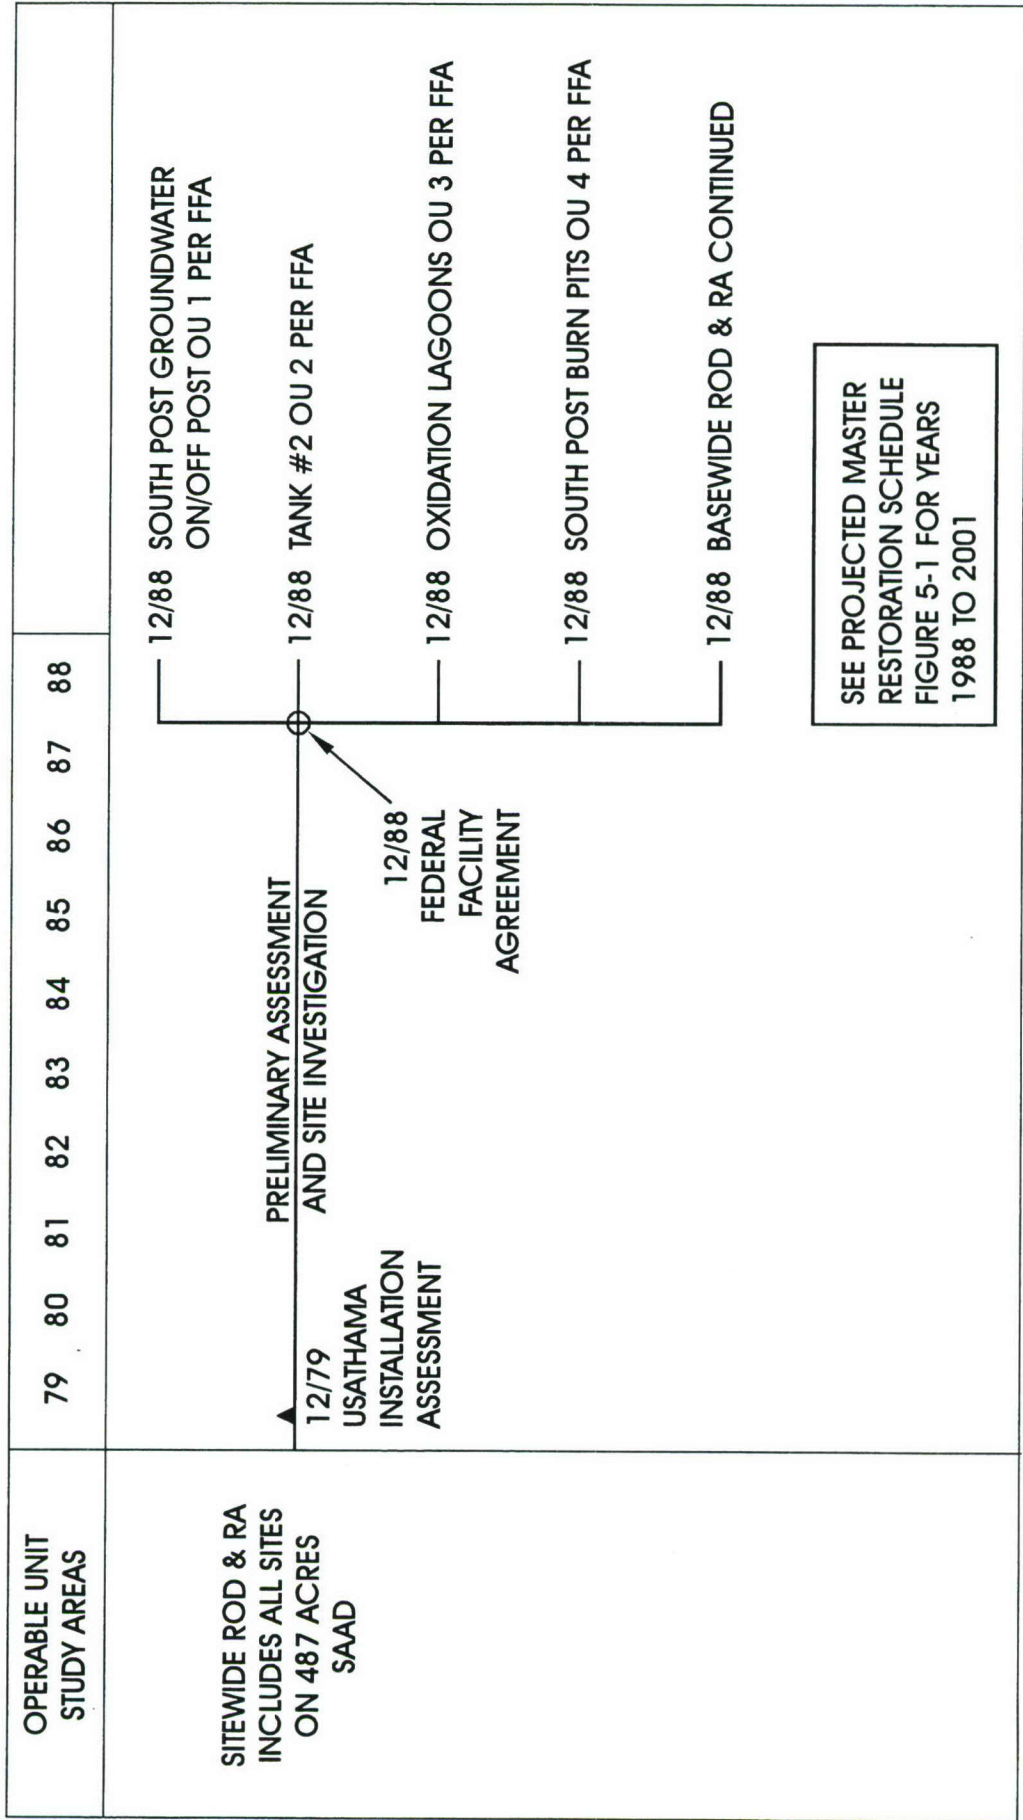 OPERABLE UNIT
STUDY AREAS
79 80 81 82 83 84 85 86 87 88
SITEWIDE ROD & RA
INCLUDES ALL SITES
ON 487 ACRES
SAAD
12/79
USATHAMA
INSTALLATION
ASSESSMENT
PRELIMINARY ASSESSMENT
AND SITE INVESTIGATION
12/88
FEDERAL
FACILITY
AGREEMENT
12/88 SOUTH POST GROUNDWATER
ON/OFF POST OU 1 PER FFA
12/88 TANK #2 OU 2 PER FFA
12/88 OXIDATION LAGOONS OU 3 PER FFA
12/88 SOUTH POST BURN PITS OU 4 PER FFA
12/88 BASEWIDE ROD & RA CONTINUED
SEE PROJECTED MASTER
RESTORATION SCHEDULE
FIGURE 5-1 FOR YEARS
1988 TO 2001